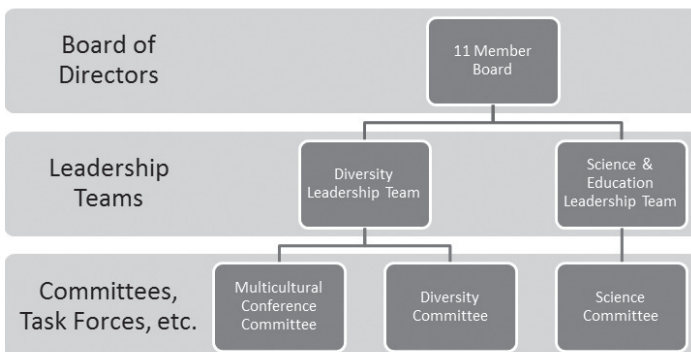 Board of
Directors
11 Member
Board
Leadership
Teams
Diversity
Leadership Team
Science &
Education
Leadership Team
Committees,
Task Forces, etc.
Multicultural
Conference
Committee
Diversity
Committee
Science
Committee